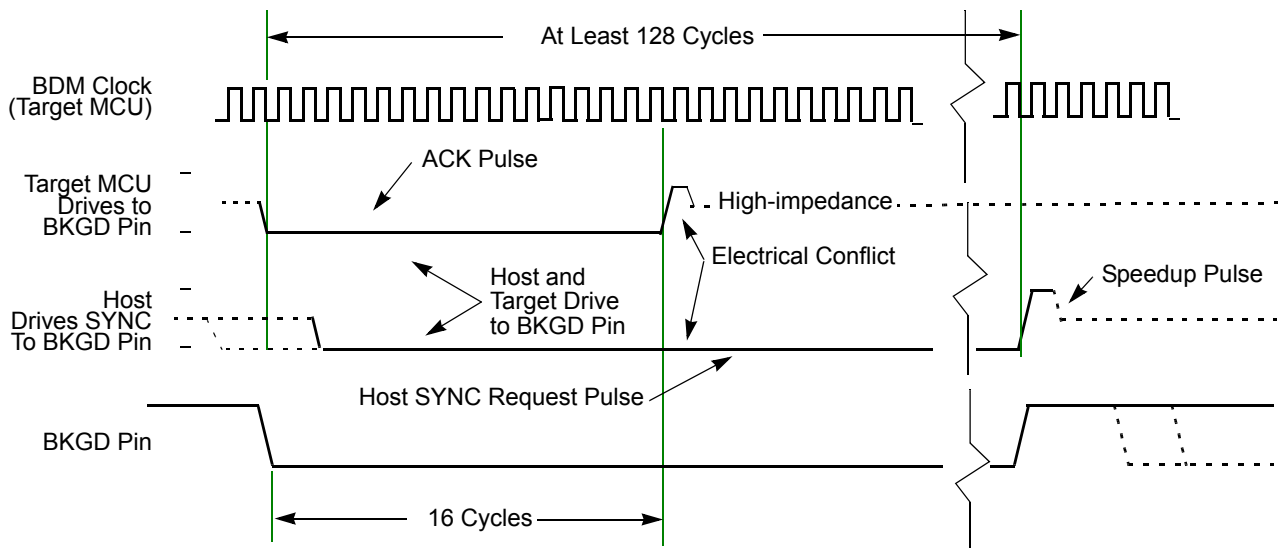 At Least 128 Cycles
BDM Clock
(Target MCU)
ACK Pulse
Target MCU
Drives to
BKGD Pin
High-impedance
Electrical Conflict
Host and
Target Drive
to BKGD Pin
Speedup Pulse
Host
Drives SYNC
To BKGD Pin
Host SYNC Request Pulse
BKGD Pin
16 Cycles